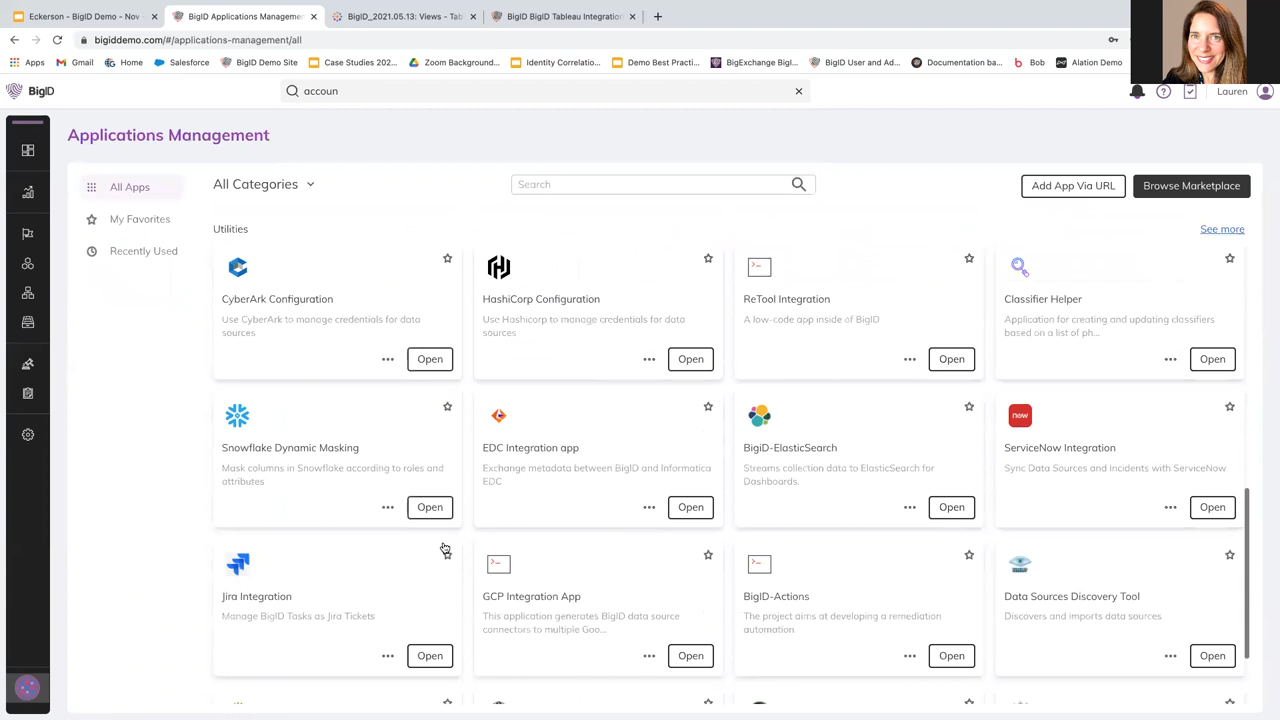 Eckerson - BigID Demo - Nov
BigID Applications Managemen
BigID_2021.05.13: Views - Tab
BigID BigID Tableau Integration
bigiddemo.com/#/applications-management/all
Apps
Gmail
Home
Salesforce
BigID Demo Site
Case Studies 202...
Zoom Background...
Identity Correlatio...
Demo Best Practi...
BigExchange BigI...
BigID User and Ad...
Documentation ba...
Bob
Alation Demo
BigID
accoun
Lauren
Applications Management
All Apps
My Favorites
Recently Used
All Categories
Search
Add App Via URL
Browse Marketplace
Utilities
See more
CyberArk Configuration
Use CyberArk to manage credentials for data
sources
Open
HashiCorp Configuration
Use Hashicorp to manage credentials for data
sources
Open
ReTool Integration
A low-code app inside of BigID
Open
Classifier Helper
Application for creating and updating classifiers
based on a list of ph...
Open
Snowflake Dynamic Masking
Mask columns in Snowflake according to roles and
attributes
Open
EDC Integration app
Exchange metadata between BigID and Informatica
EDC
Open
BigiD-ElasticSearch
Streams collection data to ElasticSearch for
Dashboards.
Open
now
ServiceNow Integration
Sync Data Sources and Incidents with ServiceNow
Open
Jira Integration
Manage BigID Tasks as Jira Tickets
Open
GCP Integration App
This application generates BigID data source
connectors to multiple Goo...
Open
BigID-Actions
The project aims at developing a remediation
automation
Open
Data Sources Discovery Tool
Discovers and imports data sources
Open